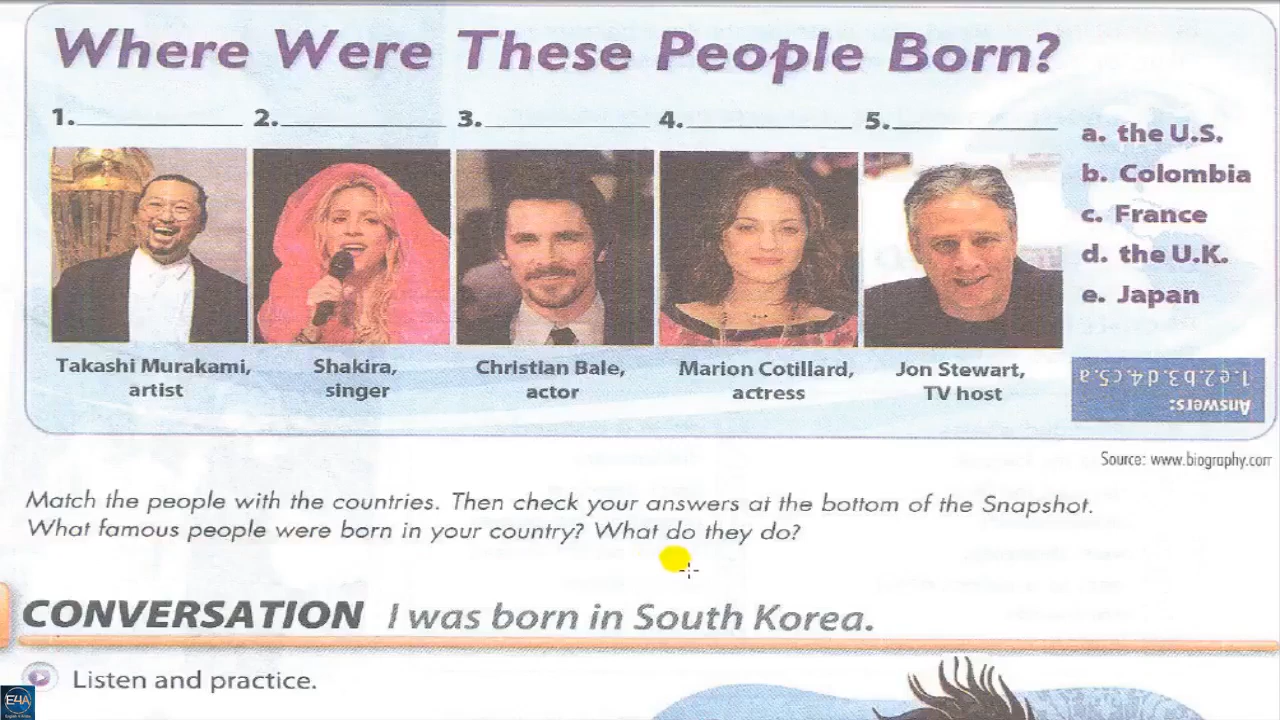 Where Were These People Born?
1. 2. 3. 4. 5.
a. the U.S.
b. Colombia
c. France
d. the U.K.
e. Japan
Takashi Murakami,
artist
Shakira,
singer
Christian Bale,
actor
Marion Cotillard,
actress
Jon Stewart,
TV host
Answers:
1. e 2. b 3. d 4. c 5. a
Source: www.biography.com
Match the people with the countries. Then check your answers at the bottom of the Snapshot.
What famous people were born in your country? What do they do?
CONVERSATION I was born in South Korea.
Listen and practice.
E4A